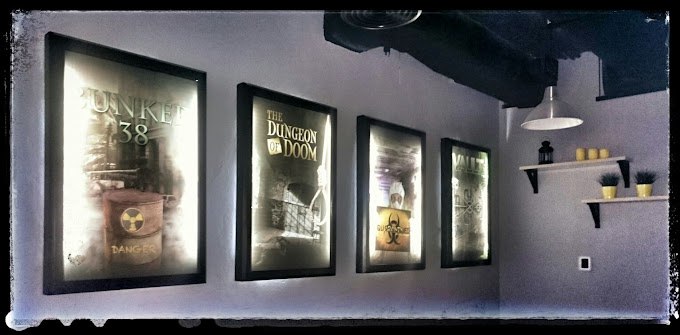 BUNKER
38
DANGER
THE
DUNGEON
OF DOOM
VAULT